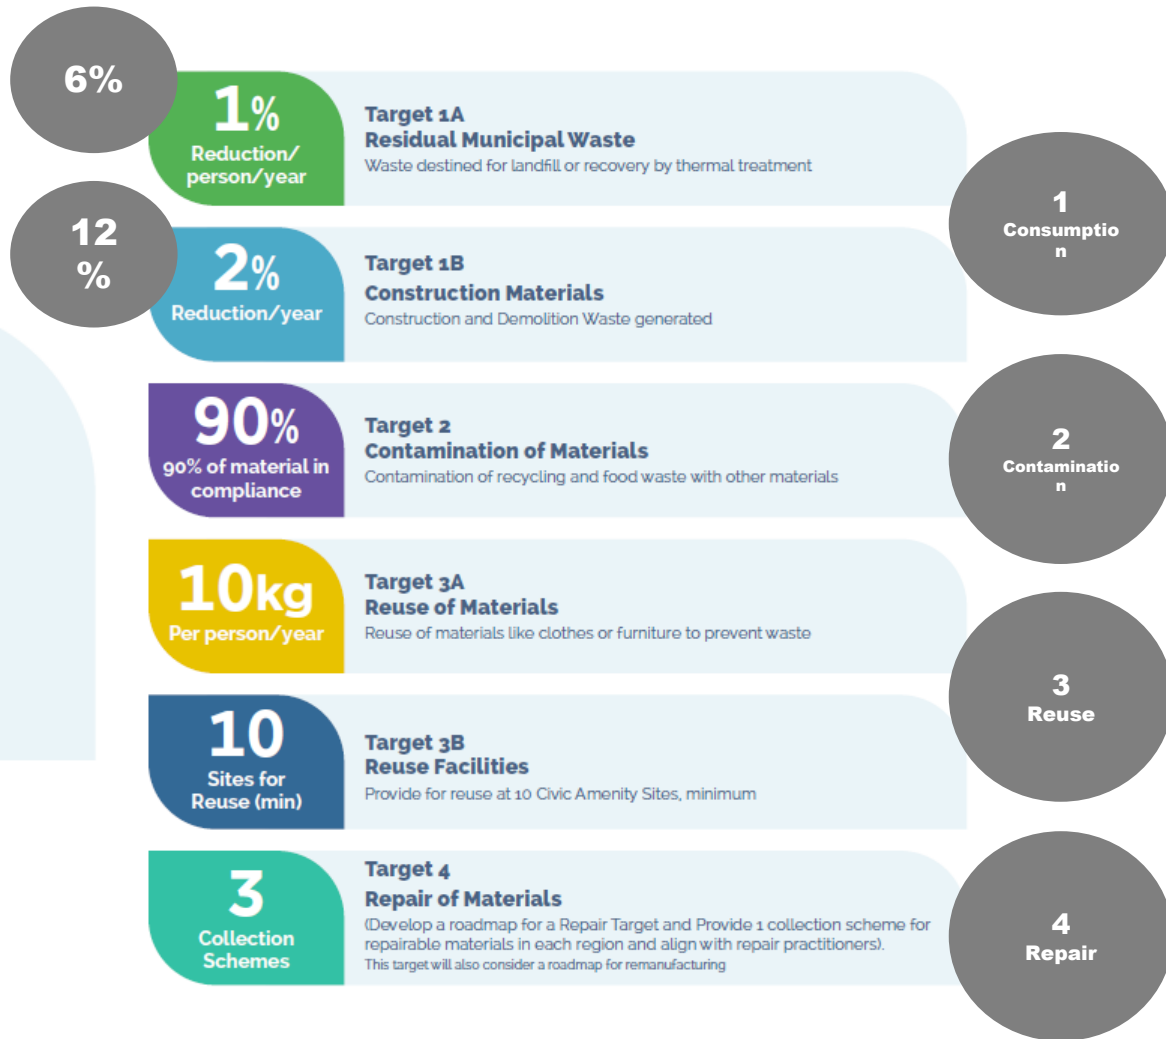 6%
1%
Reduction/
person/year
Target 1A
Residual Municipal Waste
Waste destined for landfill or recovery by thermal treatment
12
%
2%
Reduction/year
Target 1B
Construction Materials
Construction and Demolition Waste generated
1
Consumptio
n
90%
90% of material in
compliance
Target 2
Contamination of Materials
Contamination of recycling and food waste with other materials
2
Contaminatio
n
10kg
Per person/year
Target 3A
Reuse of Materials
Reuse of materials like clothes or furniture to prevent waste
10
Sites for
Reuse (min)
Target 3B
Reuse Facilities
Provide for reuse at 10 Civic Amenity Sites, minimum
3
Reuse
3
Collection
Schemes
Target 4
Repair of Materials
(Develop a roadmap for a Repair Target and Provide 1 collection scheme for
repairable materials in each region and align with repair practitioners).
This target will also consider a roadmap for remanufacturing
4
Repair